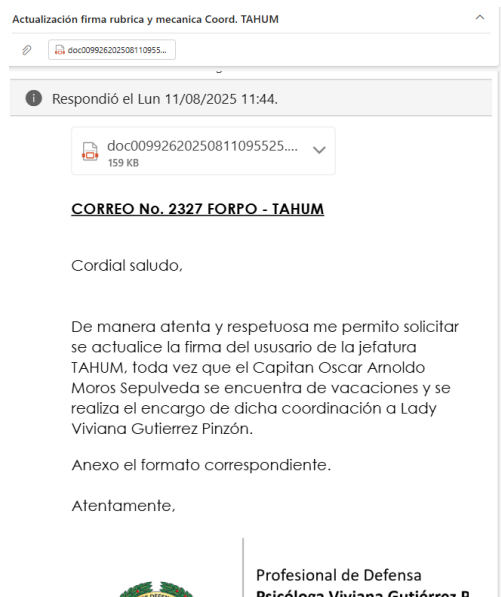 Actualización firma rubrica y mecanica Coord. TAHUM
doc009926202508110955...
Respondió el Lun 11/08/2025 11:44.
doc00992620250811095525....
159 KB
CORREO No. 2327 FORPO - TAHUM
Cordial saludo,
De manera atenta y respetuosa me permito solicitar
se actualice la firma del ususario de la jefatura
TAHUM, toda vez que el Capitan Oscar Arnoldo
Moros Sepulveda se encuentra de vacaciones y se
realiza el encargo de dicha coordinación a Lady
Viviana Gutierrez Pinzón.
Anexo el formato correspondiente.
Atentamente,
Profesional de Defensa
Psicóloga Viviana Gutiérrez P